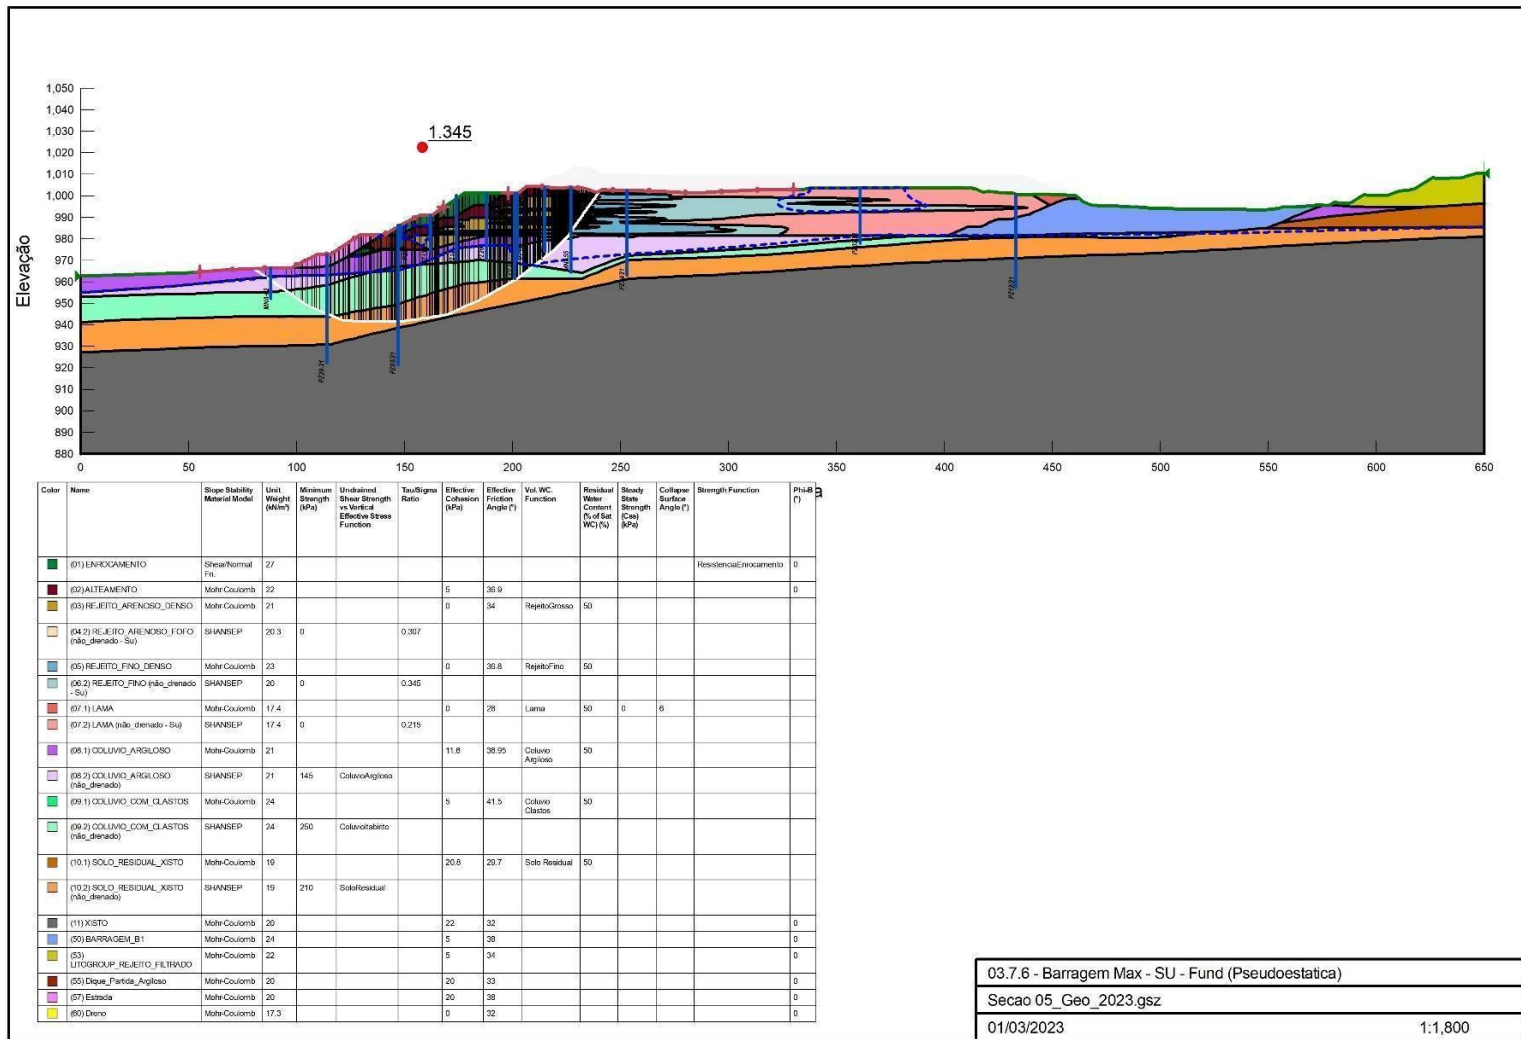 1.345
1,050
1,040
1,030
1,020
1,010
1,000
990
980
970
960
950
940
930
920
910
900
890
880
Elevação
0 50 100 150 200 250 300 350 400 450 500 550 600 650
a
Color Name Slope Stability Material Model Unit Weight (kN/m³) Minimum Strength (kPa) Undrained Shear Strength vs Vertical Effective Stress Function Tau/Sigma Ratio Effective Cohesion (kPa) Effective Friction Angle (°) Vol. WC. Function Residual Water Content (% of Sat WC) (%) Steady State Strength (Css) (kPa) Collapse Surface Angle (°) Strength Function Phi-B (°)
(01) ENROCAMENTO Shear/Normal Fn. 27 ResistenciaEnrocamento 0
(02) ALTEAMENTO Mohr-Coulomb 22 5 36.9 0
(03) REJEITO_ARENOSO_DENSO Mohr-Coulomb 21 0 34 RejeitoGrosso 50
(04.2) REJEITO_ARENOSO_FOFO (não_drenado - Su) SHANSEP 20.3 0 0.307
(05) REJEITO_FINO_DENSO Mohr-Coulomb 23 0 36.8 RejeitoFino 50
(06.2) REJEITO_FINO (não_drenado - Su) SHANSEP 20 0 0.345
(07.1) LAMA Mohr-Coulomb 17.4 0 28 Lama 50 0 6
(07.2) LAMA (não_drenado - Su) SHANSEP 17.4 0 0.215
(08.1) COLUVIO_ARGILOSO Mohr-Coulomb 21 11.6 38.95 Coluvio Argiloso 50
(08.2) COLUVIO_ARGILOSO (não_drenado) SHANSEP 21 145 ColuvioArgiloso
(09.1) COLUVIO_COM_CLASTOS Mohr-Coulomb 24 5 41.5 Coluvio Clastos 50
(09.2) COLUVIO_COM_CLASTOS (não_drenado) SHANSEP 24 250 ColuvioItabirito
(10.1) SOLO_RESIDUAL_XISTO Mohr-Coulomb 19 20.8 29.7 Solo Residual 50
(10.2) SOLO_RESIDUAL_XISTO (não_drenado) SHANSEP 19 210 SoloResidual
(11) XISTO Mohr-Coulomb 20 22 32 0
(50) BARRAGEM_B1 Mohr-Coulomb 24 5 38 0
(53) LITOGROUP_REJEITO_FILTRADO Mohr-Coulomb 22 5 34 0
(55) Dique_Partida_Argiloso Mohr-Coulomb 20 20 33 0
(57) Estrada Mohr-Coulomb 20 20 38 0
(60) Dreno Mohr-Coulomb 17.3 0 32 0
03.7.6 - Barragem Max - SU - Fund (Pseudoestatica)
Secao 05_Geo_2023.gsz
01/03/2023 1:1,800